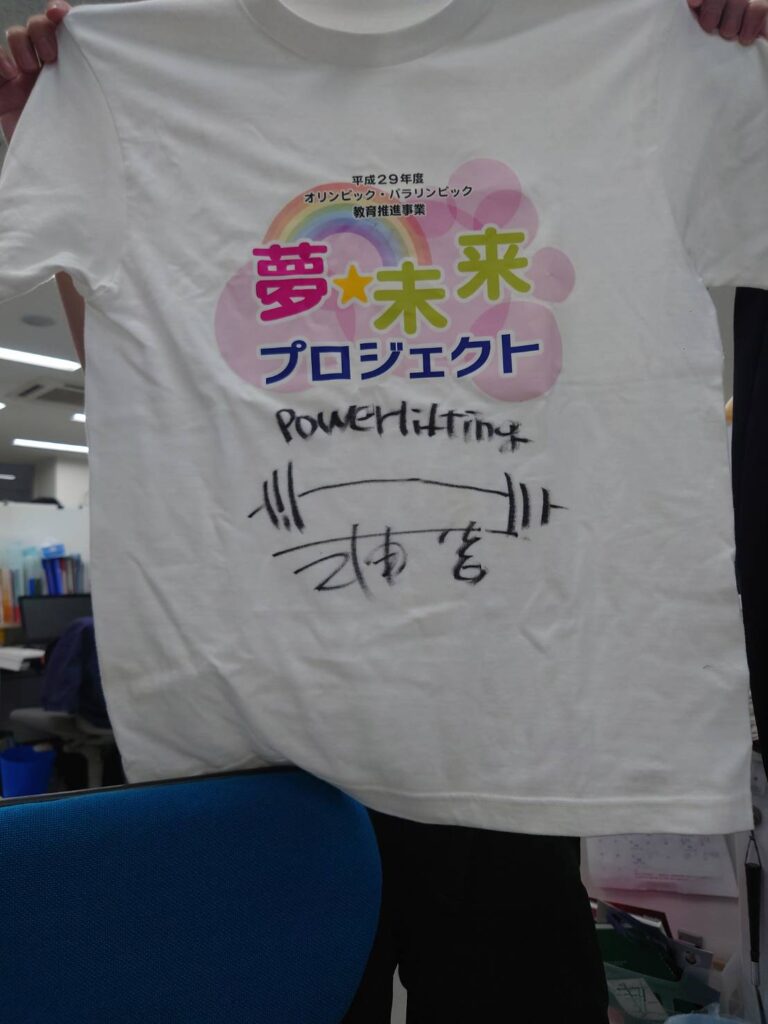 平成29年度
オリンピック・パラリンピック
教育推進事業
夢★未来
プロジェクト
Powerlifting